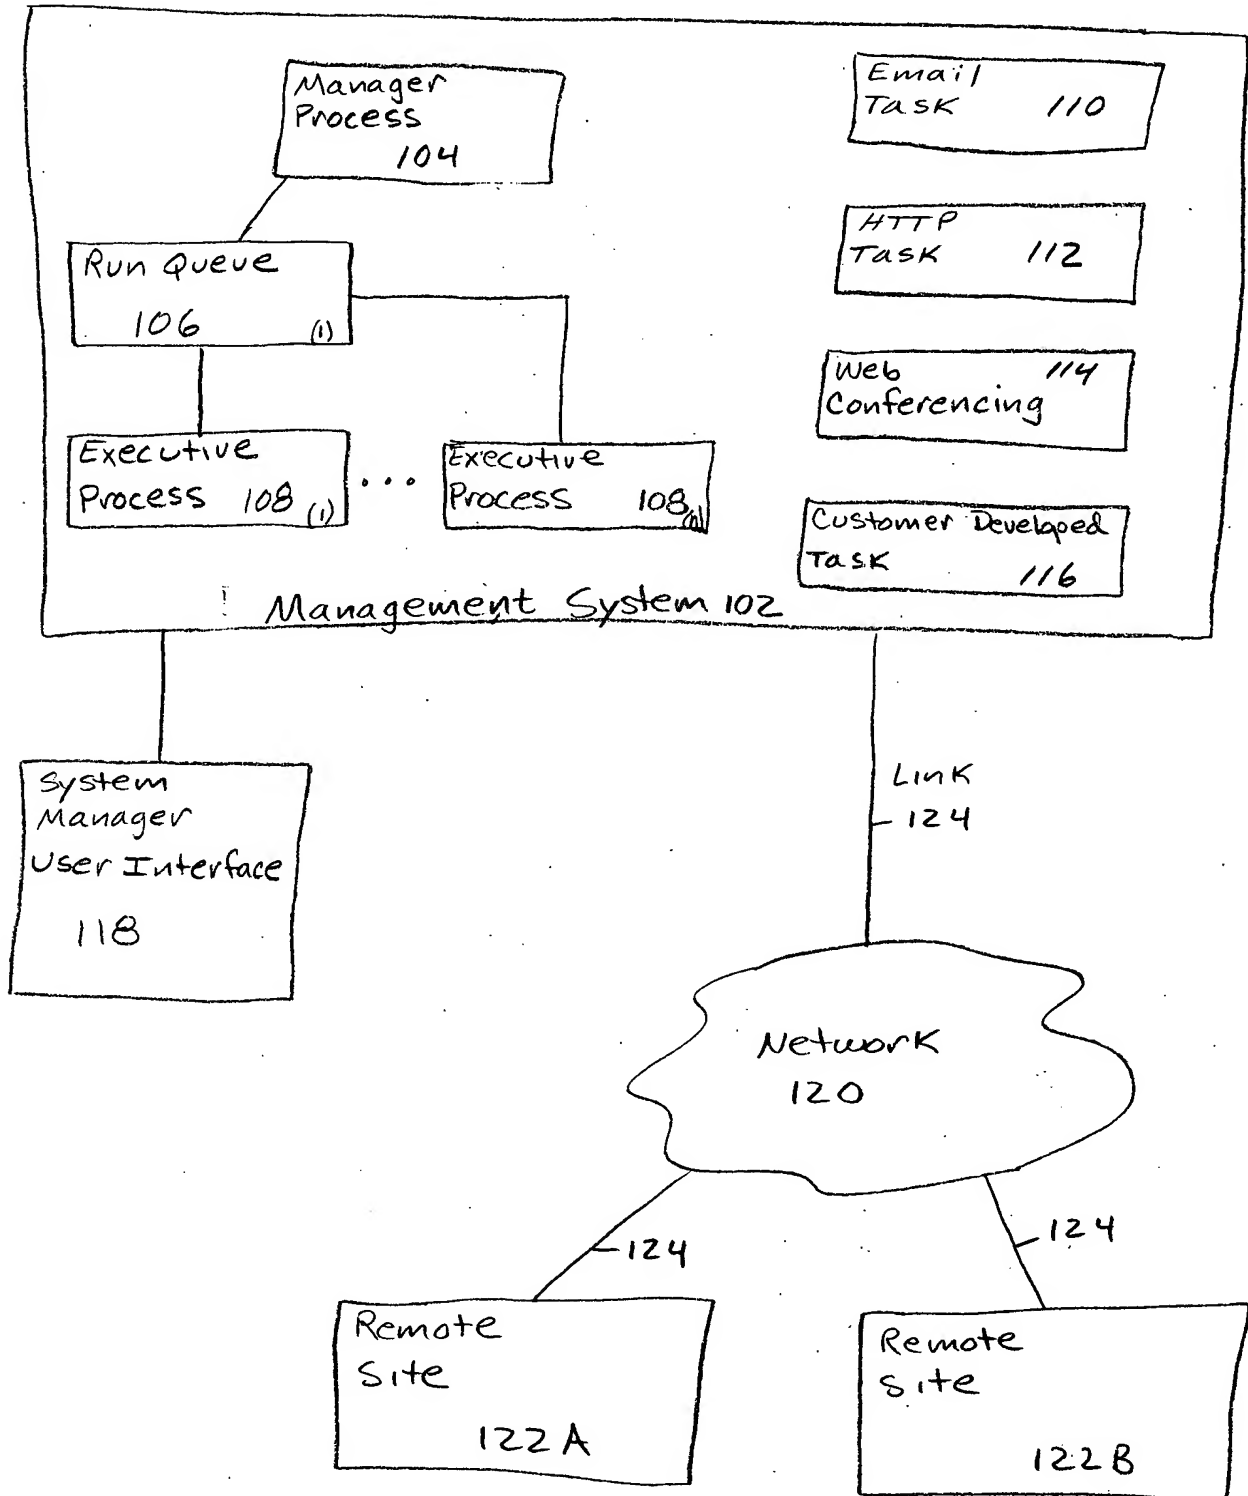 Manager
Process
104
Run Queue
106 (1)
Executive
Process 108 (1)
...
Executive
Process 108
Email
Task 110
HTTP
Task 112
Web 114
Conferencing
Customer Developed
Task 116
Management System 102
System
Manager
User Interface
118
Link
124
Network
120
124
124
Remote
Site
122A
Remote
Site
122B